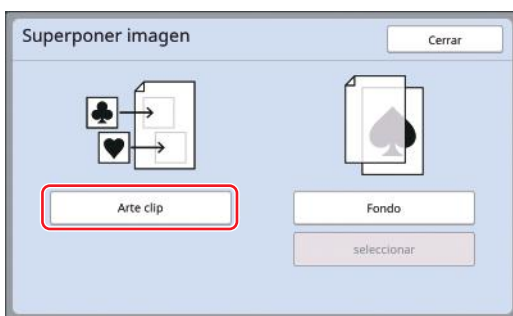 Superponer imagen
Cerrar
Arte clip
Fondo
seleccionar